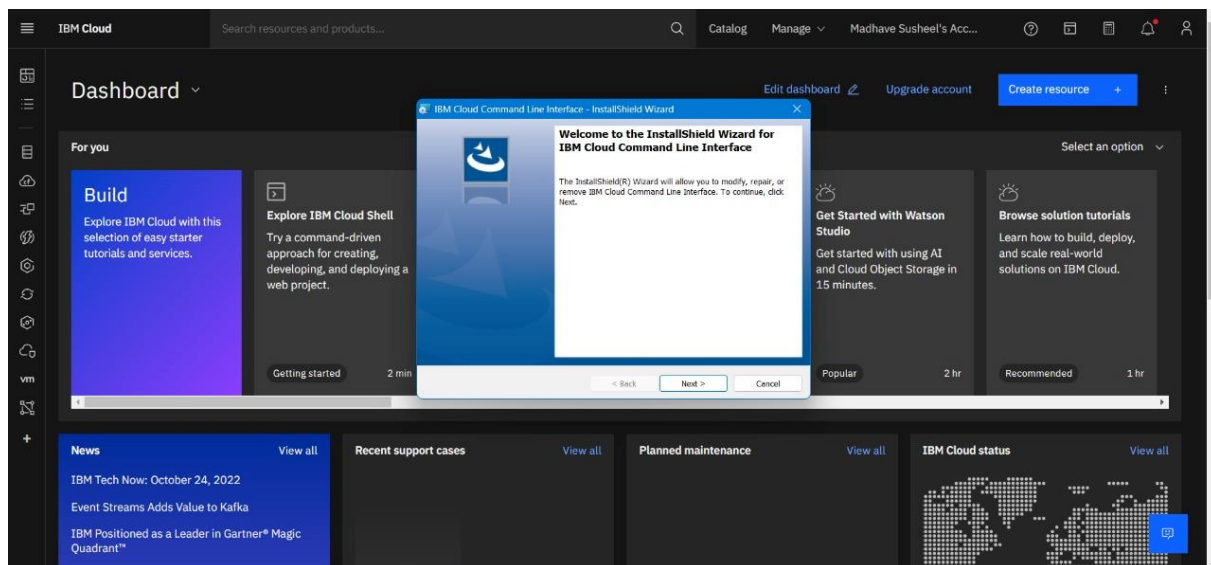 IBM Cloud
Search resources and products...
Catalog
Manage
Madhave Susheel's Acc...
Dashboard
Edit dashboard
Upgrade account
Create resource +
For you
Select an option
Build
Explore IBM Cloud with this
selection of easy starter
tutorials and services.
Explore IBM Cloud Shell
Try a command-driven
approach for creating,
developing, and deploying a
web project.
Getting started 2 min
IBM Cloud Command Line Interface - InstallShield Wizard
Welcome to the InstallShield Wizard for
IBM Cloud Command Line Interface
The InstallShield(R) Wizard will allow you to modify, repair, or
remove IBM Cloud Command Line Interface. To continue, click
Next.
< Back
Next >
Cancel
Get Started with Watson
Studio
Get started with using AI
and Cloud Object Storage in
15 minutes.
Popular 2 hr
Browse solution tutorials
Learn how to build, deploy,
and scale real-world
solutions on IBM Cloud.
Recommended 1 hr
vm
News View all
IBM Tech Now: October 24, 2022
Event Streams Adds Value to Kafka
IBM Positioned as a Leader in Gartner® Magic
Quadrant™
Recent support cases View all
Planned maintenance View all
IBM Cloud status View all